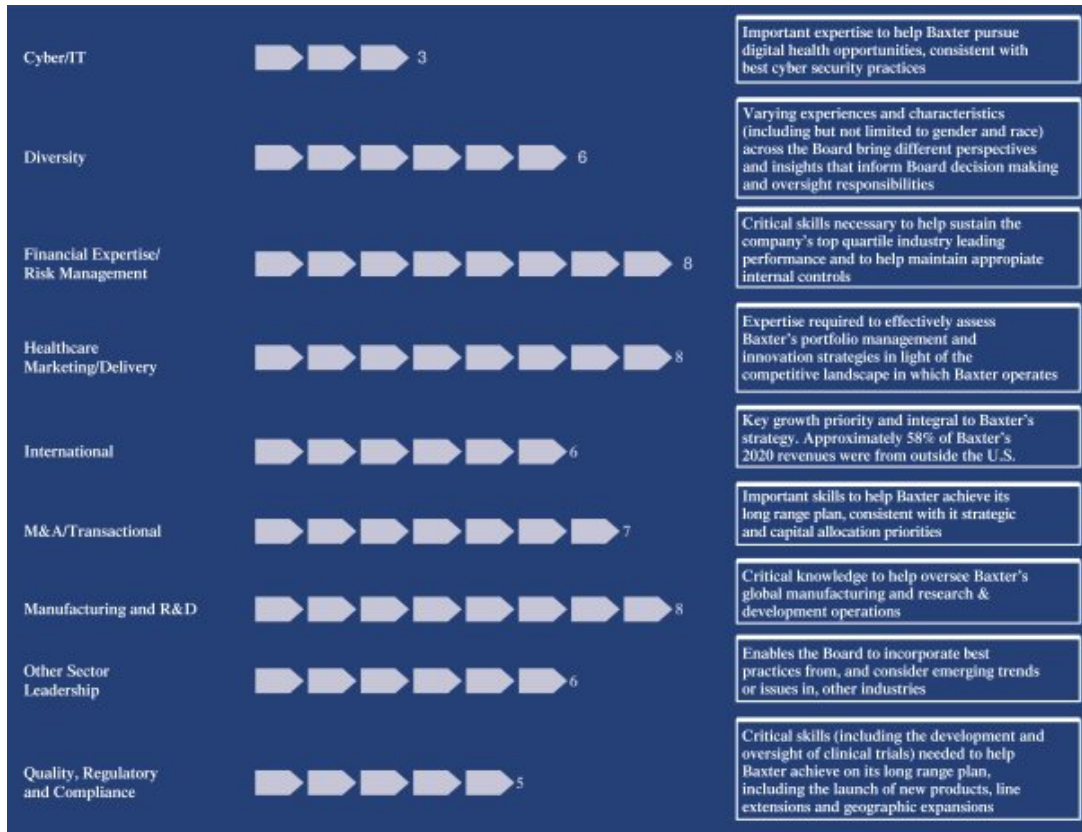 Cyber/IT
3
Important expertise to help Baxter pursue
digital health opportunities, consistent with
best cyber security practices
Diversity
6
Varying experiences and characteristics
(including but not limited to gender and race)
across the Board bring different perspectives
and insights that inform Board decision making
and oversight responsibilities
Financial Expertise/
Risk Management
8
Critical skills necessary to help sustain the
company's top quartile industry leading
performance and to help maintain appropiate
internal controls
Healthcare
Marketing/Delivery
8
Expertise required to effectively assess
Baxter's portfolio management and
innovation strategies in light of the
competitive landscape in which Baxter operates
International
6
Key growth priority and integral to Baxter's
strategy. Approximately 58% of Baxter's
2020 revenues were from outside the U.S.
M&A/Transactional
7
Important skills to help Baxter achieve its
long range plan, consistent with it strategic
and capital allocation priorities
Manufacturing and R&D
8
Critical knowledge to help oversee Baxter's
global manufacturing and research &
development operations
Other Sector
Leadership
6
Enables the Board to incorporate best
practices from, and consider emerging trends
or issues in, other industries
Quality, Regulatory
and Compliance
5
Critical skills (including the development and
oversight of clinical trials) needed to help
Baxter achieve on its long range plan,
including the launch of new products, line
extensions and geographic expansions